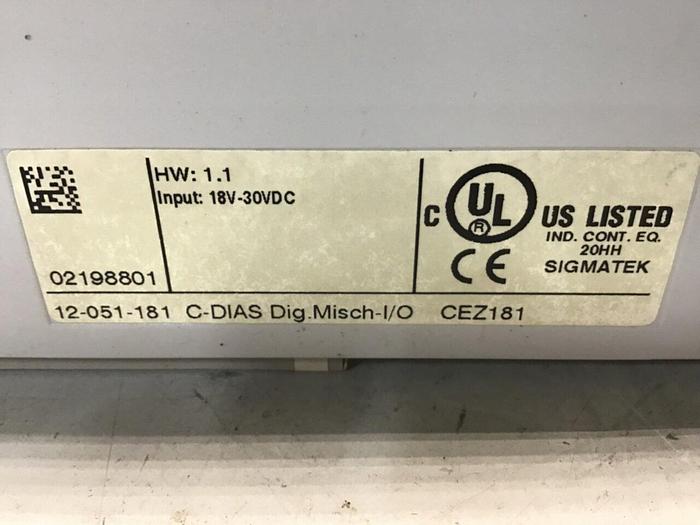 HW: 1.1
Input: 18V-30VDC
02198801
C UL ® US LISTED
IND. CONT. EQ.
20HH
CE SIGMATEK
12-051-181 C-DIAS Dig.Misch-I/O CEZ181